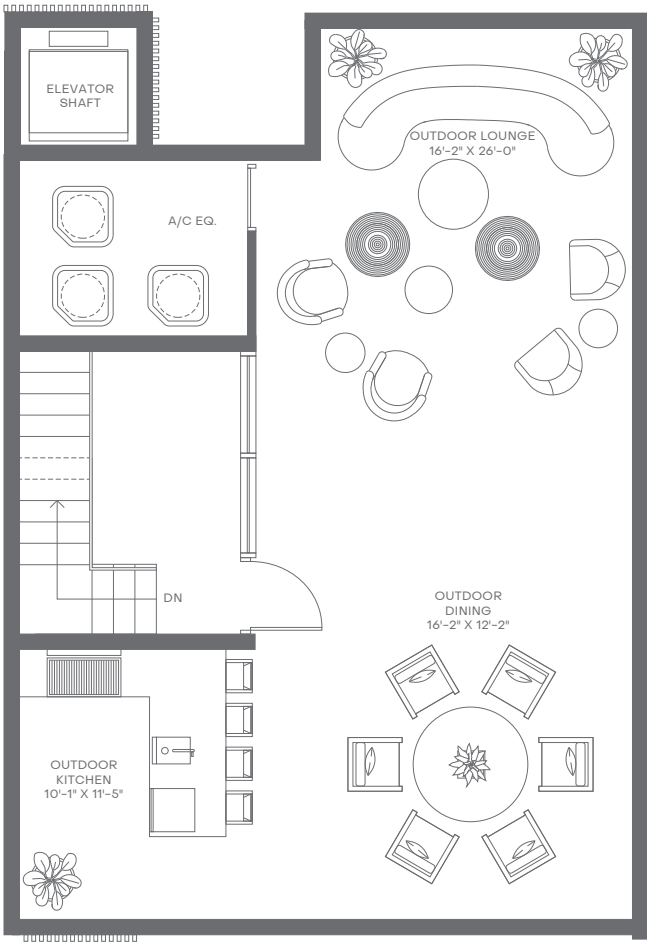 ELEVATOR
SHAFT
OUTDOOR LOUNGE
16'-2" X 26'-0"
A/C EQ.
DN
OUTDOOR
DINING
16'-2" X 12'-2"
OUTDOOR
KITCHEN
10'-1" X 11'-5"